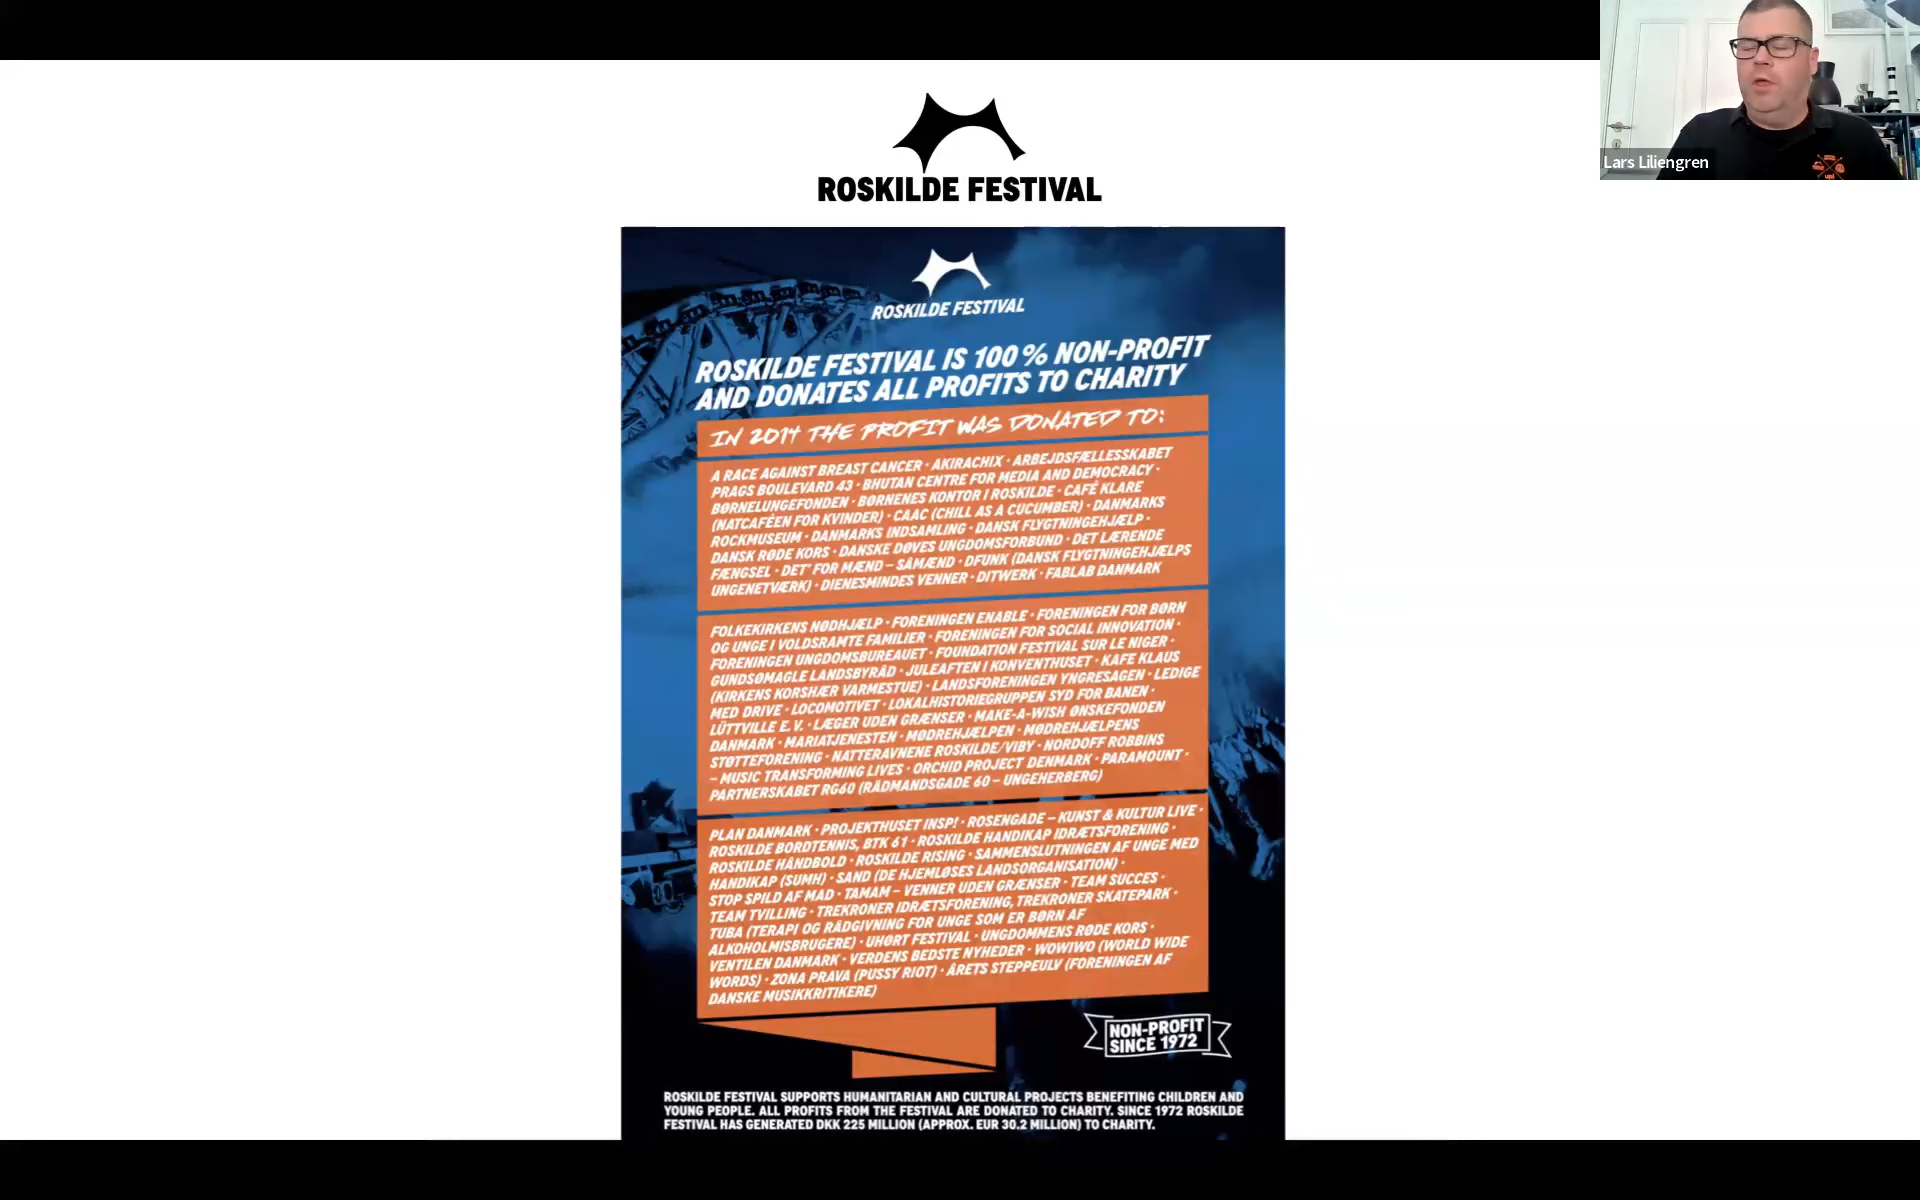 ROSKILDE FESTIVAL
Lars Liliengren
up!
ROSKILDE FESTIVAL
ROSKILDE FESTIVAL IS 100 % NON-PROFIT
AND DONATES ALL PROFITS TO CHARITY
IN 2014 THE PROFIT WAS DONATED TO:
A RACE AGAINST BREAST CANCER · AKIRACHIX · ARBEJDSFÆLLESSKABET
PRAGS BOULEVARD 43 · BHUTAN CENTRE FOR MEDIA AND DEMOCRACY ·
BØRNELUNGEFONDEN · BØRNENES KONTOR I ROSKILDE · CAFÉ KLARE
(NATCAFÉEN FOR KVINDER) · CAAC (CHILL AS A CUCUMBER) · DANMARKS
ROCKMUSEUM · DANMARKS INDSAMLING · DANSK FLYGTNINGEHJÆLP ·
DANSK RØDE KORS · DANSKE DØVES UNGDOMSFORBUND · DET LÆRENDE
FÆNGSEL · DET' FOR MÆND – SÅMÆND · DFUNK (DANSK FLYGTNINGEHJÆLPS
UNGENETVÆRK) · DIENESMINDES VENNER · DITWERK · FABLAB DANMARK
FOLKEKIRKENS NØDHJÆLP · FORENINGEN ENABLE · FORENINGEN FOR BØRN
OG UNGE I VOLDSRAMTE FAMILIER · FORENINGEN FOR SOCIAL INNOVATION ·
FORENINGEN UNGDOMSBUREAUET · FOUNDATION FESTIVAL SUR LE NIGER ·
GUNDSØMAGLE LANDSBYRÅD · JULEAFTEN I KONVENTHUSET · KAFE KLAUS
(KIRKENS KORSHÆR VARMESTUE) · LANDSFORENINGEN YNGRESAGEN · LEDIGE
MED DRIVE · LOCOMOTIVET · LOKALHISTORIEGRUPPEN SYD FOR BANEN ·
LÜTTVILLE E.V. · LÆGER UDEN GRÆNSER · MAKE-A-WISH ØNSKEFONDEN
DANMARK · MARIATJENESTEN · MØDREHJÆLPEN · MØDREHJÆLPENS
STØTTEFORENING · NATTERAVNENE ROSKILDE/VIBY · NORDOFF ROBBINS
– MUSIC TRANSFORMING LIVES · ORCHID PROJECT DENMARK · PARAMOUNT ·
PARTNERSKABET RG60 (RÅDMANDSGADE 60 – UNGEHERBERG)
PLAN DANMARK · PROJEKTHUSET INSP! · ROSENGADE – KUNST & KULTUR LIVE ·
ROSKILDE BORDTENNIS, BTK 61 · ROSKILDE HANDIKAP IDRÆTSFORENING ·
ROSKILDE HÅNDBOLD · ROSKILDE RISING · SAMMENSLUTNINGEN AF UNGE MED
HANDIKAP (SUMH) · SAND (DE HJEMLØSES LANDSORGANISATION) ·
STOP SPILD AF MAD · TAMAM – VENNER UDEN GRÆNSER · TEAM SUCCES ·
TEAM TVILLING · TREKRONER IDRÆTSFORENING, TREKRONER SKATEPARK ·
TUBA (TERAPI OG RÅDGIVNING FOR UNGE SOM ER BØRN AF
ALKOHOLMISBRUGERE) · UHØRT FESTIVAL · UNGDOMMENS RØDE KORS ·
VENTILEN DANMARK · VERDENS BEDSTE NYHEDER · WOWIWO (WORLD WIDE
WORDS) · ZONA PRAVA (PUSSY RIOT) · ÅRETS STEPPEULV (FORENINGEN AF
DANSKE MUSIKKRITIKERE)
NON-PROFIT
SINCE 1972
ROSKILDE FESTIVAL SUPPORTS HUMANITARIAN AND CULTURAL PROJECTS BENEFITING CHILDREN AND
YOUNG PEOPLE. ALL PROFITS FROM THE FESTIVAL ARE DONATED TO CHARITY. SINCE 1972 ROSKILDE
FESTIVAL HAS GENERATED DKK 225 MILLION (APPROX. EUR 30.2 MILLION) TO CHARITY.